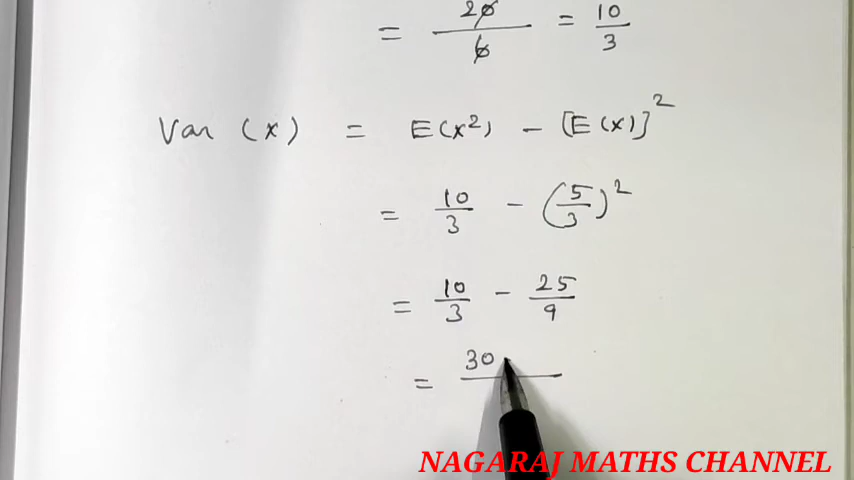 = 20/6 = 10/3
Var (x) = E(x²) - [E(x)]²
= 10/3 - (5/3)²
= 10/3 - 25/9
= 30
NAGARAJ MATHS CHANNEL